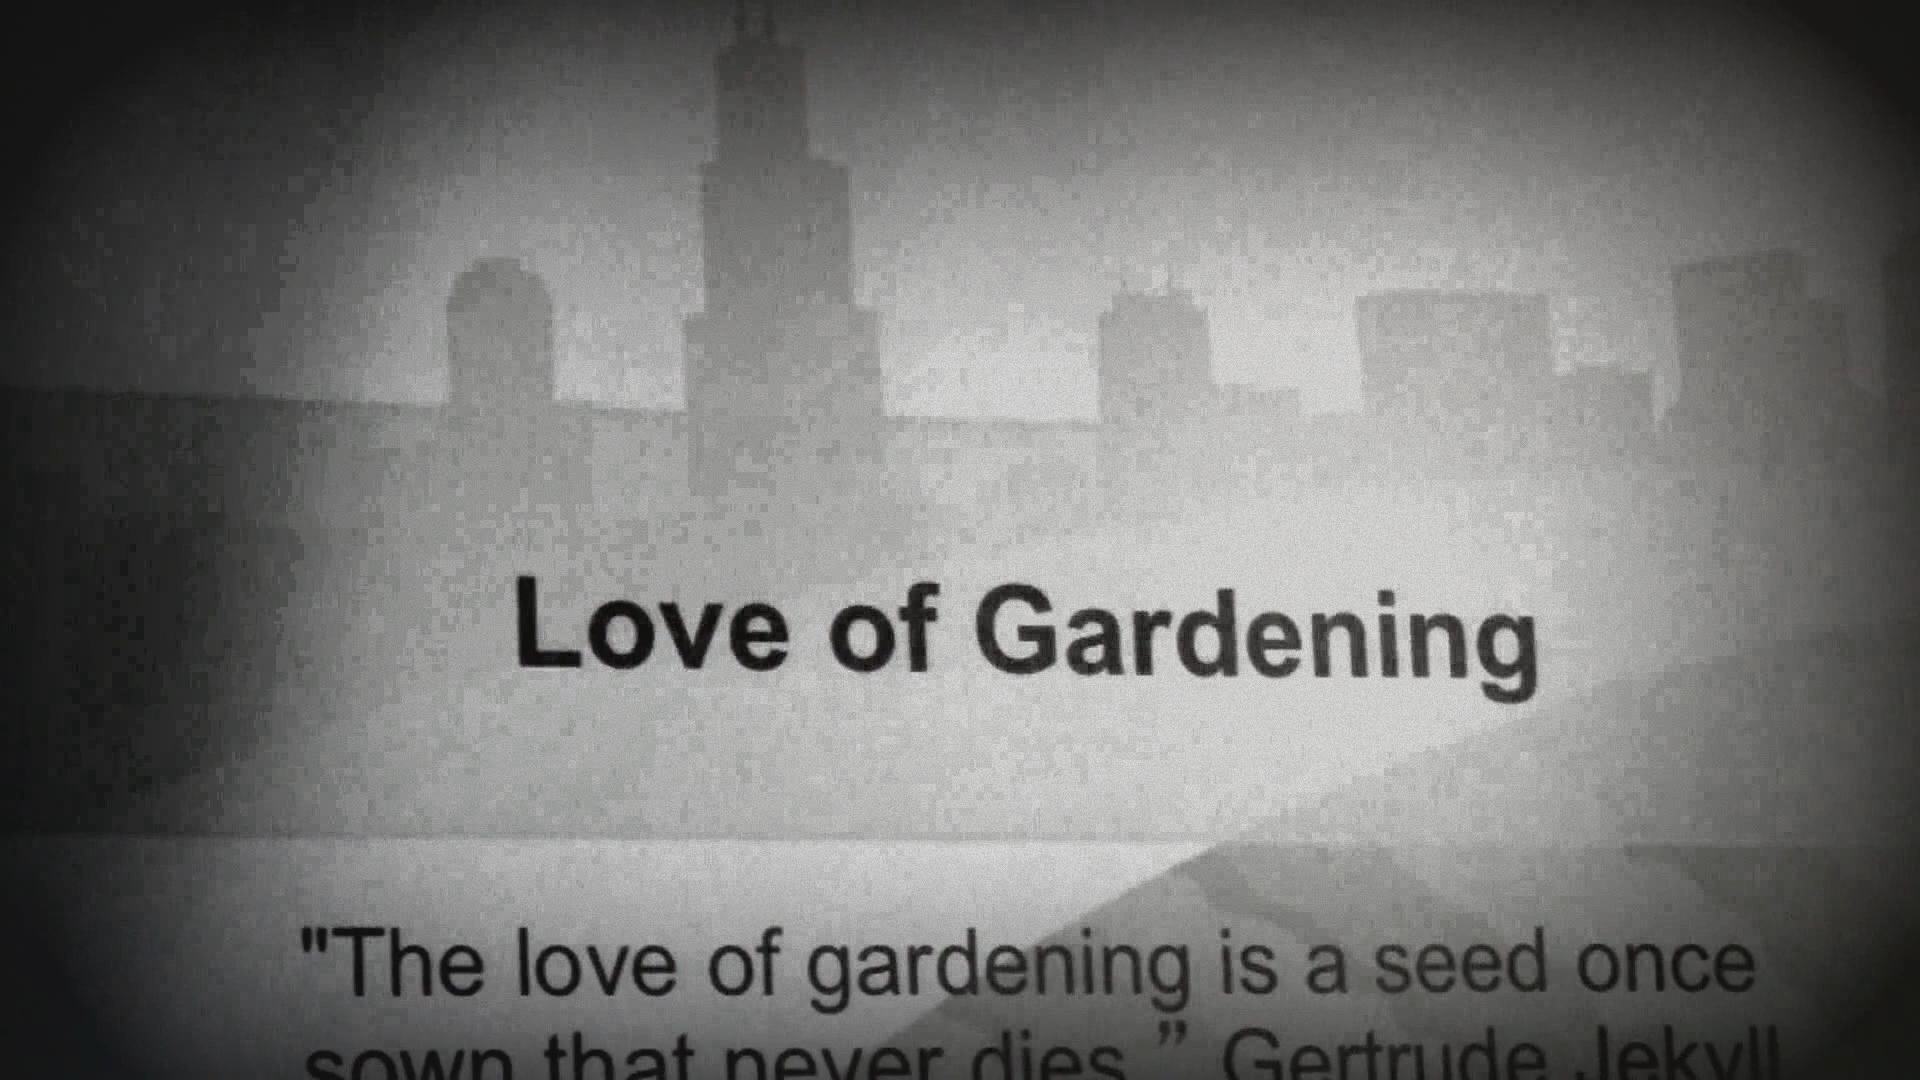 Love of Gardening
"The love of gardening is a seed once
sown that never dies.” Gertrude Jekyll